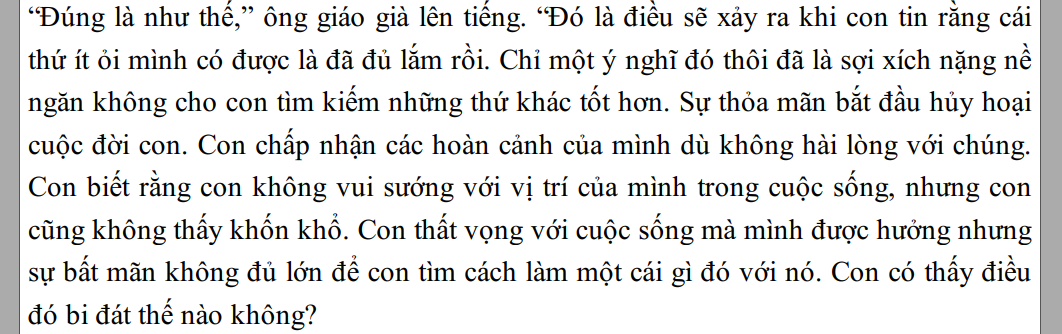 “Đúng là như thế,” ông giáo già lên tiếng. “Đó là điều sẽ xảy ra khi con tin rằng cái
thứ ít ỏi mình có được là đã đủ lắm rồi. Chỉ một ý nghĩ đó thôi đã là sợi xích nặng nề
ngăn không cho con tìm kiếm những thứ khác tốt hơn. Sự thỏa mãn bắt đầu hủy hoại
cuộc đời con. Con chấp nhận các hoàn cảnh của mình dù không hài lòng với chúng.
Con biết rằng con không vui sướng với vị trí của mình trong cuộc sống, nhưng con
cũng không thấy khốn khổ. Con thất vọng với cuộc sống mà mình được hưởng nhưng
sự bất mãn không đủ lớn để con tìm cách làm một cái gì đó với nó. Con có thấy điều
đó bi đát thế nào không?